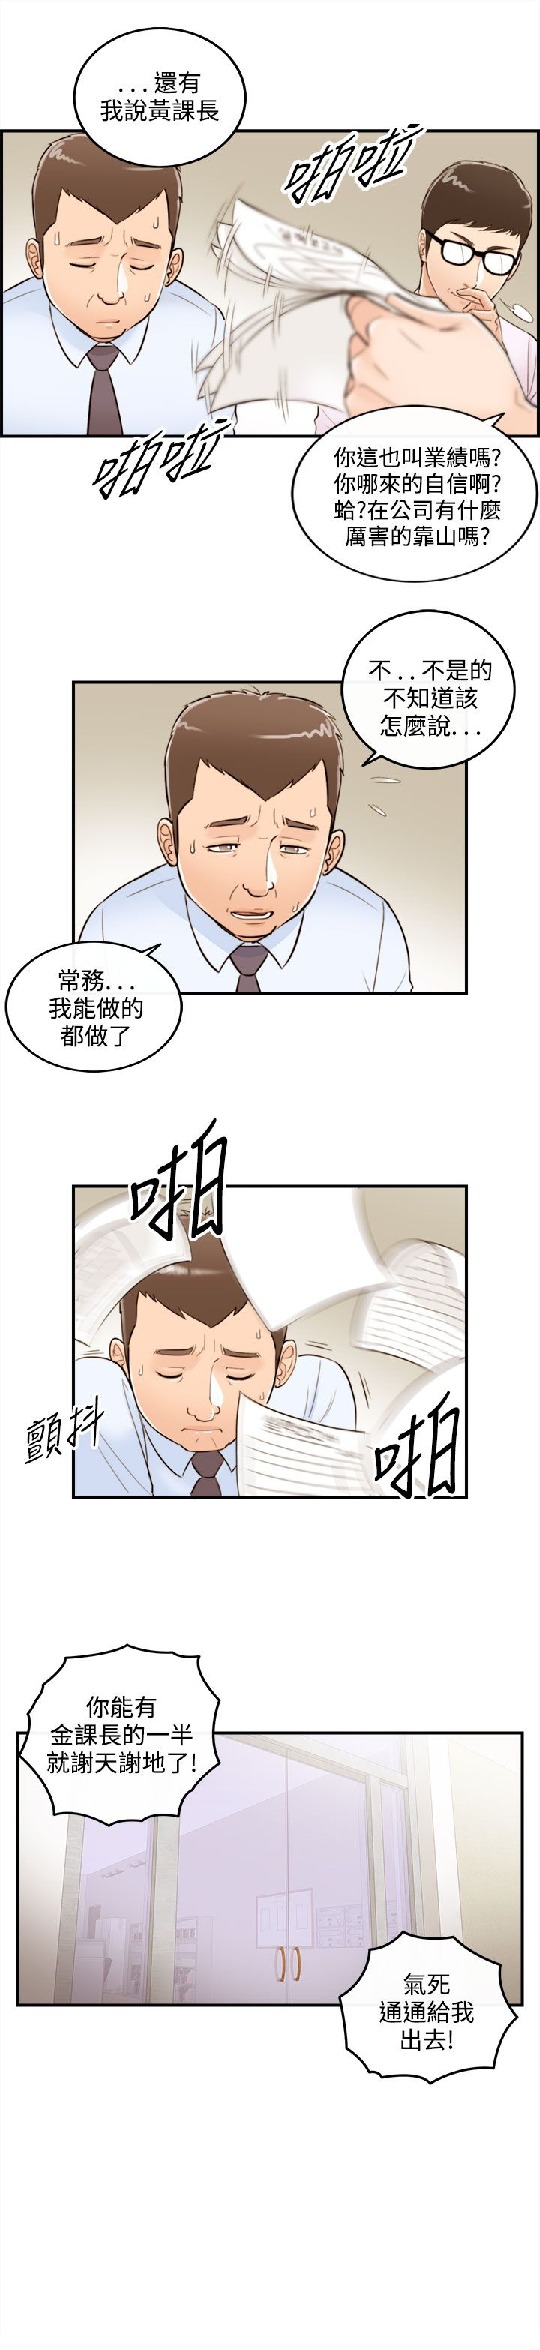 ...還有
我說黃課長
啪啦
啪啦
你這也叫業績嗎?
你哪來的自信啊?
蛤?在公司有什麼
厲害的靠山嗎?
不..不是的
不知道該
怎麼說...
常務...
我能做的
都做了
啪
顫抖
啪
你能有
金課長的一半
就謝天謝地了!
氣死
通通給我
出去!